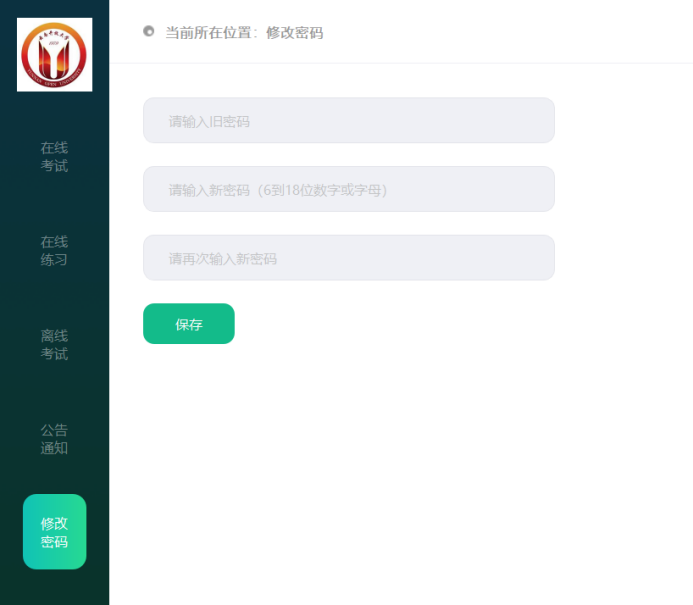 当前所在位置：修改密码
请输入旧密码
请输入新密码（6到18位数字或字母）
请再次输入新密码
保存
在线
考试
在线
练习
离线
考试
公告
通知
修改
密码